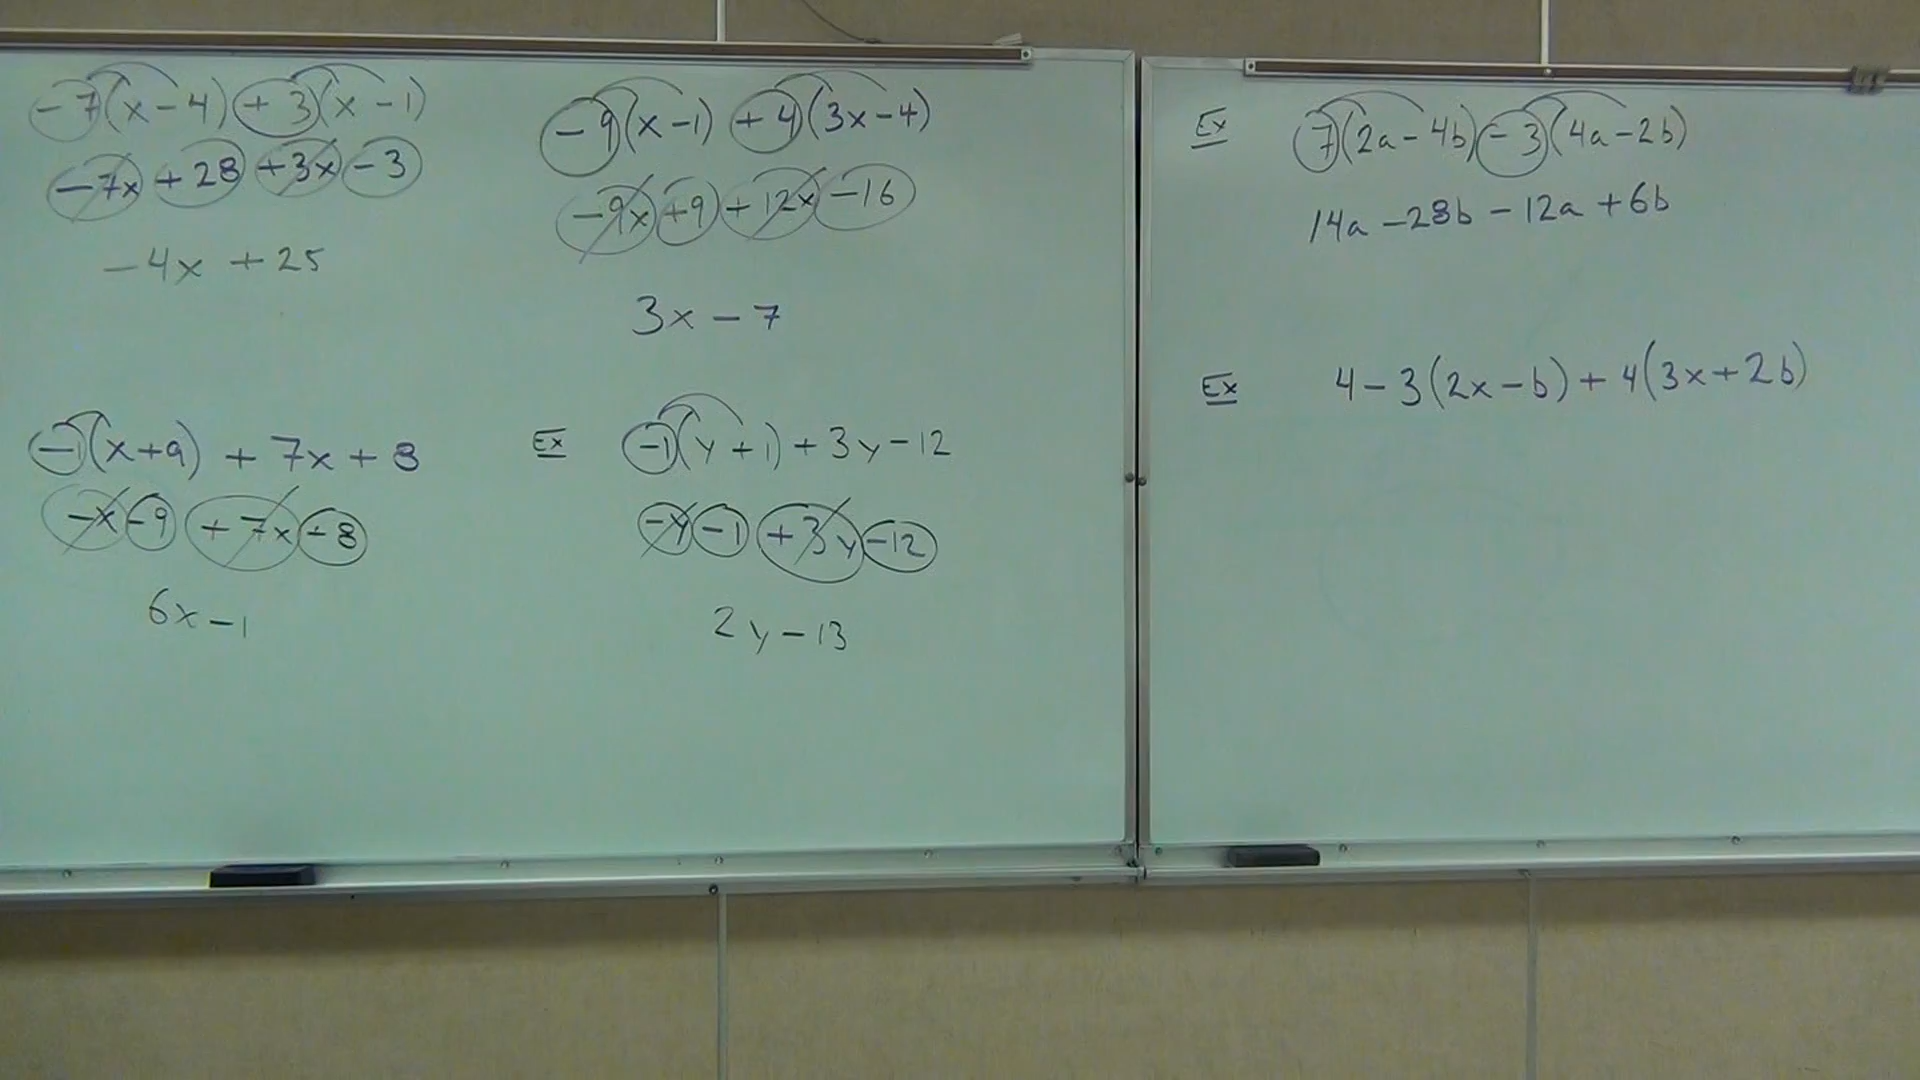 -7(x-4)+3(x-1)
-7x+28+3x-3
-4x+25
-9(x-1)+4(3x-4)
-9x+9+12x-16
3x-7
-1(x+9)+7x+8
-x-9+7x+8
6x-1
Ex -1(y+1)+3y-12
-y-1+3y-12
2y-13
Ex 7(2a-4b)-3(4a-2b)
14a-28b-12a+6b
Ex 4-3(2x-b)+4(3x+2b)